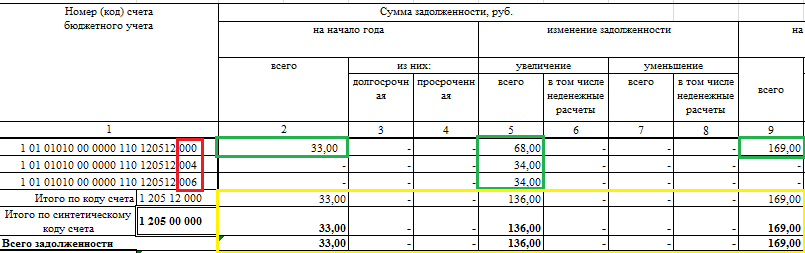 Номер (код) счета
бюджетного учета
Сумма задолженности, руб.
на начало года
изменение задолженности
на
всего
из них:
увеличение
уменьшение
всего
долгосрочн
ая
просроченн
ая
всего
в том числе
неденежные
расчеты
всего
в том числе
неденежные
расчеты
1 2 3 4 5 6 7 8 9
1 01 01010 00 0000 110 120512 000 33,00 - - 68,00 - - - 169,00
1 01 01010 00 0000 110 120512 004 - - - 34,00 - - - -
1 01 01010 00 0000 110 120512 006 - - - 34,00 - - - -
Итого по коду счета 1 205 12 000 33,00 - - 136,00 - - - 169,00
Итого по синтетическому
коду счета 1 205 00 000 33,00 - - 136,00 - - - 169,00
Всего задолженности 33,00 - - 136,00 - - - 169,00